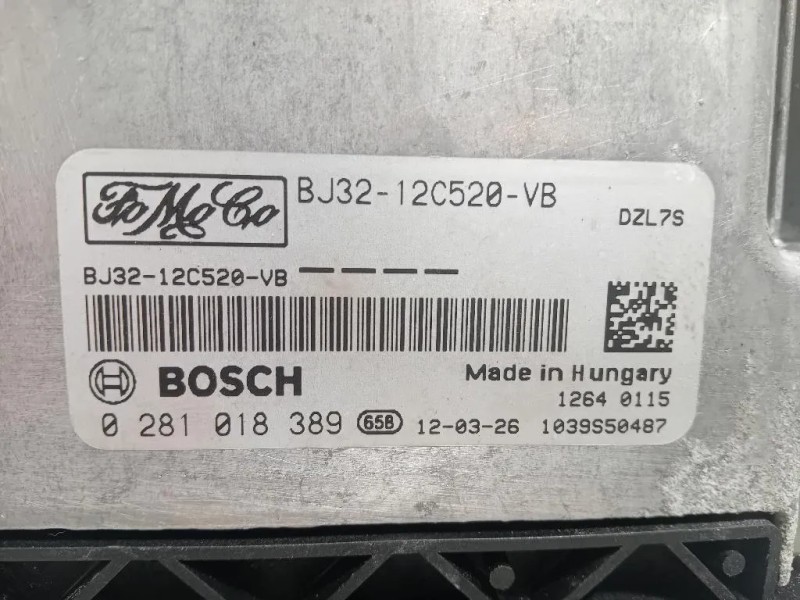 FoMoCo BJ32-12C520-VB DZL7S
BJ32-12C520-VB — — — —
BOSCH Made in Hungary
1264 0115
0 281 018 389 658 12-03-26 1039S50487